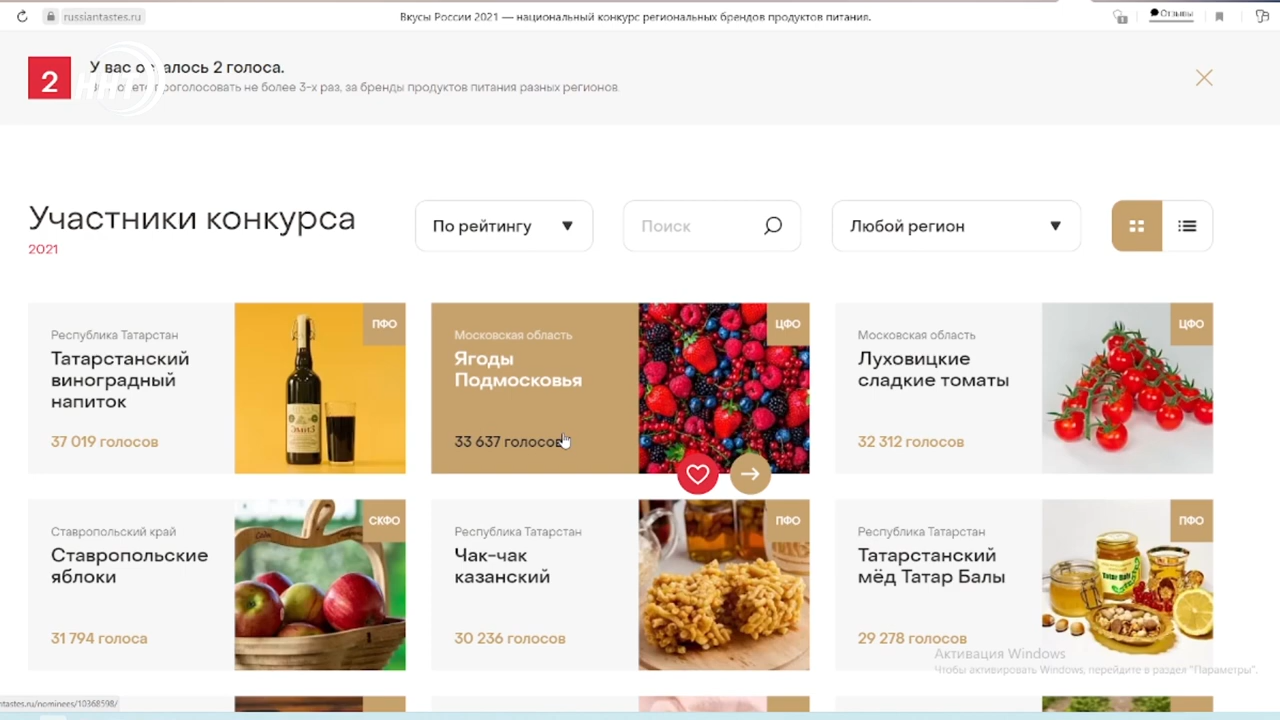 russiantastes.ru
Вкусы России 2021 — национальный конкурс региональных брендов продуктов питания.
Отзывы
2
У вас осталось 2 голоса.
проголосовать не более 3-х раз, за бренды продуктов питания разных регионов.
ННТ
Участники конкурса
2021
По рейтингу
Поиск
Любой регион
Республика Татарстан
Татарстанский
виноградный
напиток
37 019 голосов
ПФО
Московская область
Ягоды
Подмосковья
33 637 голосов
ЦФО
Московская область
Луховицкие
сладкие томаты
32 312 голосов
ЦФО
Ставропольский край
Ставропольские
яблоки
31 794 голоса
СКФО
Республика Татарстан
Чак-чак
казанский
30 236 голосов
ПФО
Республика Татарстан
Татарстанский
мёд Татар Балы
29 278 голосов
ПФО
Активация Windows
Чтобы активировать Windows, перейдите в раздел "Параметры".
ntastes.ru/nominees/10368598/